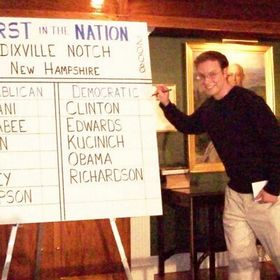 RST IN THE NATION
DIXVILLE NOTCH
NEW HAMPSHIRE
2008
BLICAN DEMOCRATIC
ANI CLINTON
ABEE EDWARDS
N KUCINICH
OBAMA
EY RICHARDSON
PSON